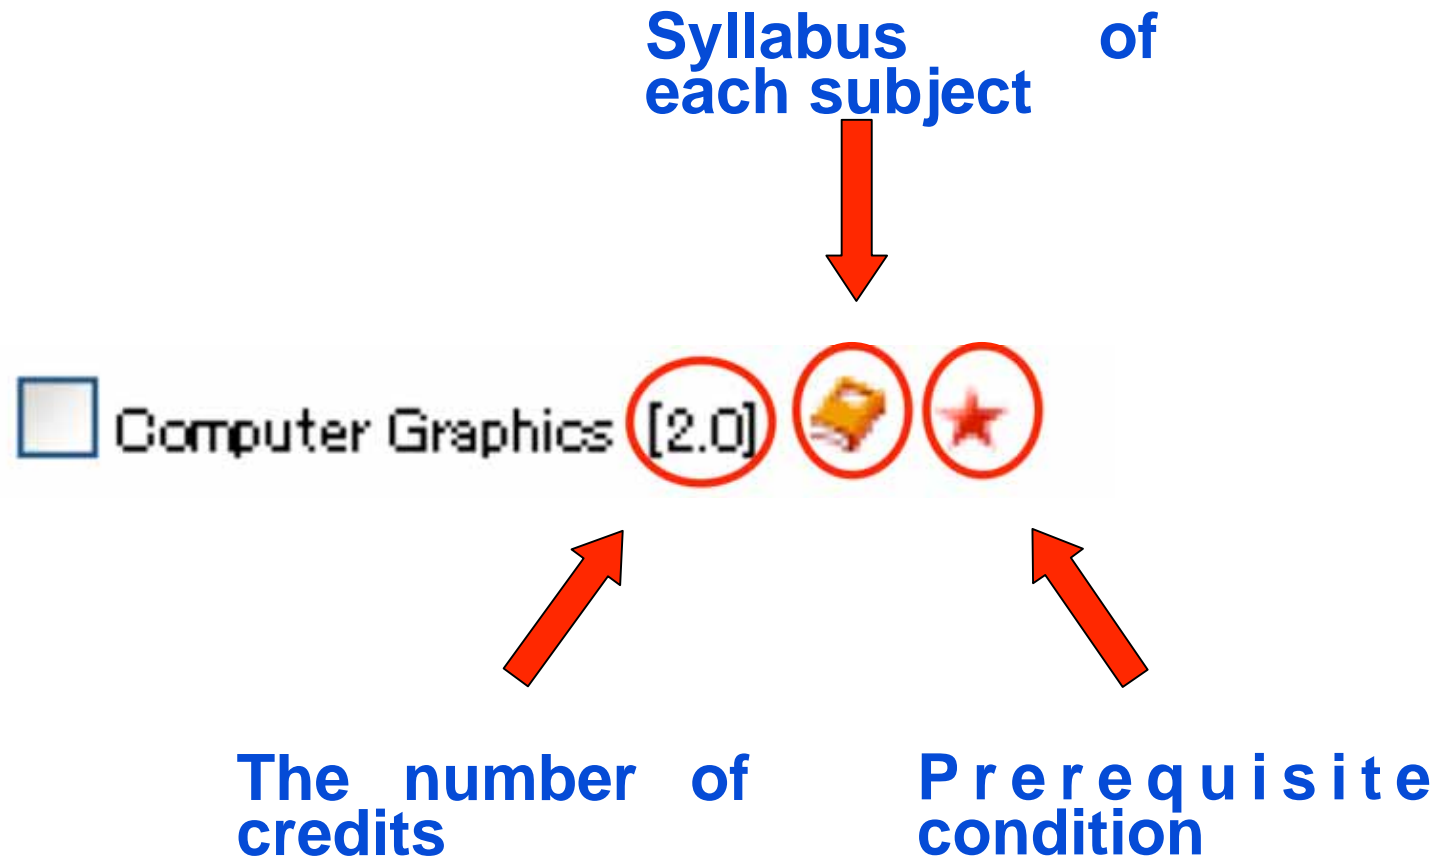 Syllabus of
each subject
Computer Graphics [2.0]
The number of
credits
Prerequisite
condition